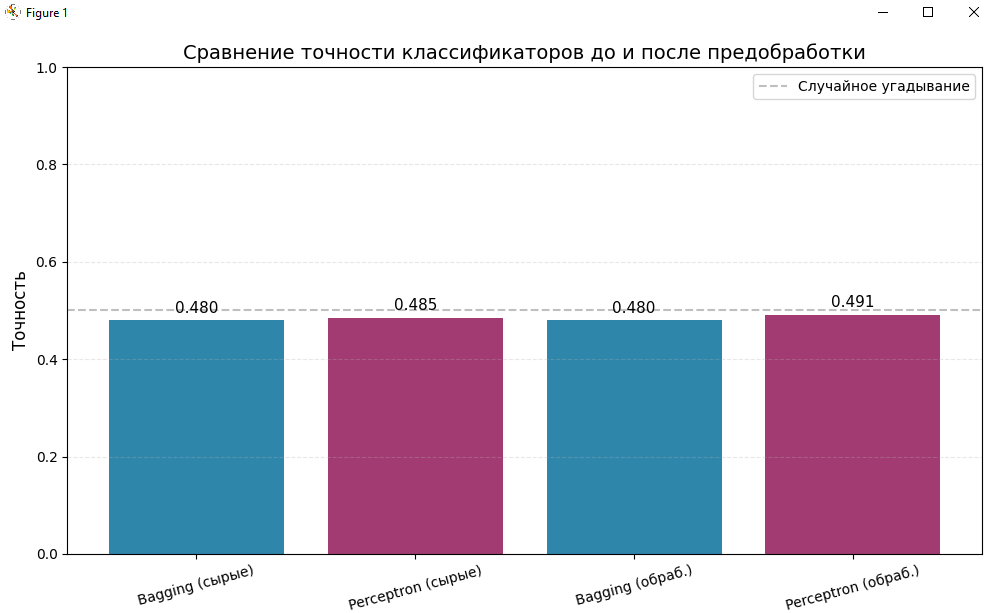 Figure 1
Сравнение точности классификаторов до и после предобработки
Случайное угадывание
Точность
1.0
0.8
0.6
0.4
0.2
0.0
0.480
0.485
0.480
0.491
Bagging (сырые)
Perceptron (сырые)
Bagging (обраб.)
Perceptron (обраб.)